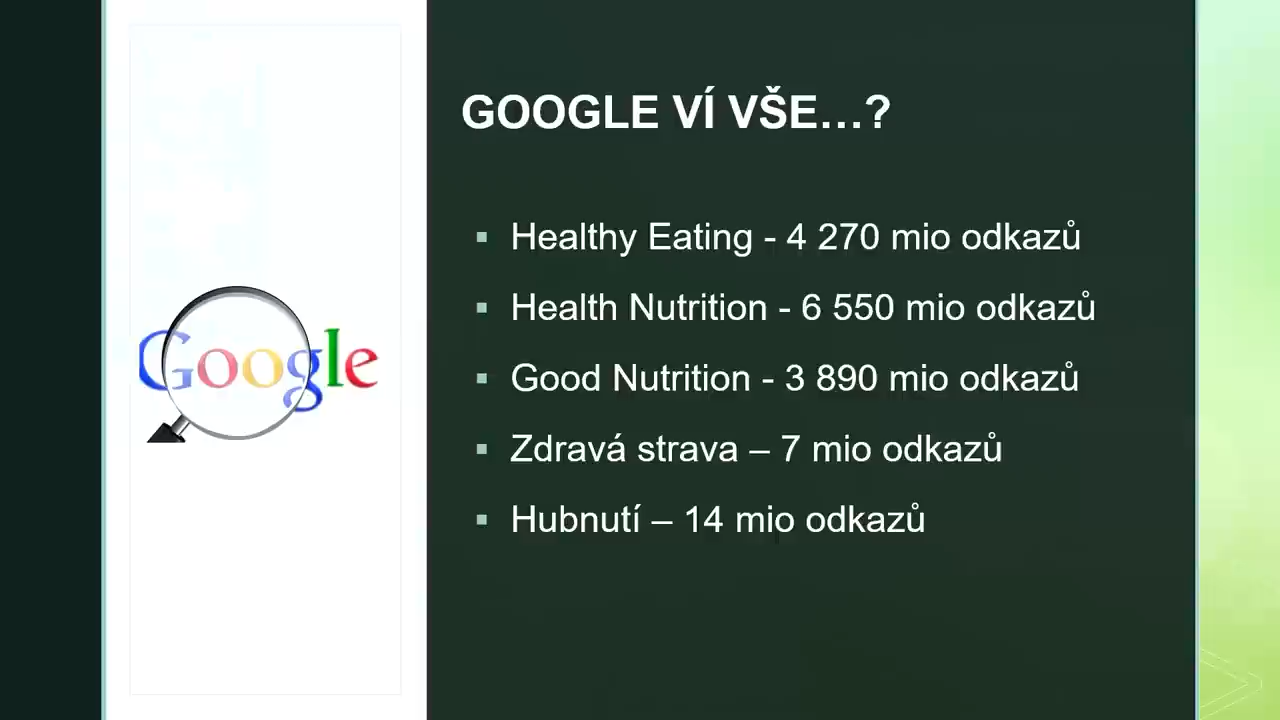 GOOGLE VÍ VŠE...?
Healthy Eating - 4 270 mio odkazů
Health Nutrition - 6 550 mio odkazů
Good Nutrition - 3 890 mio odkazů
Zdravá strava – 7 mio odkazů
Hubnutí – 14 mio odkazů
Google